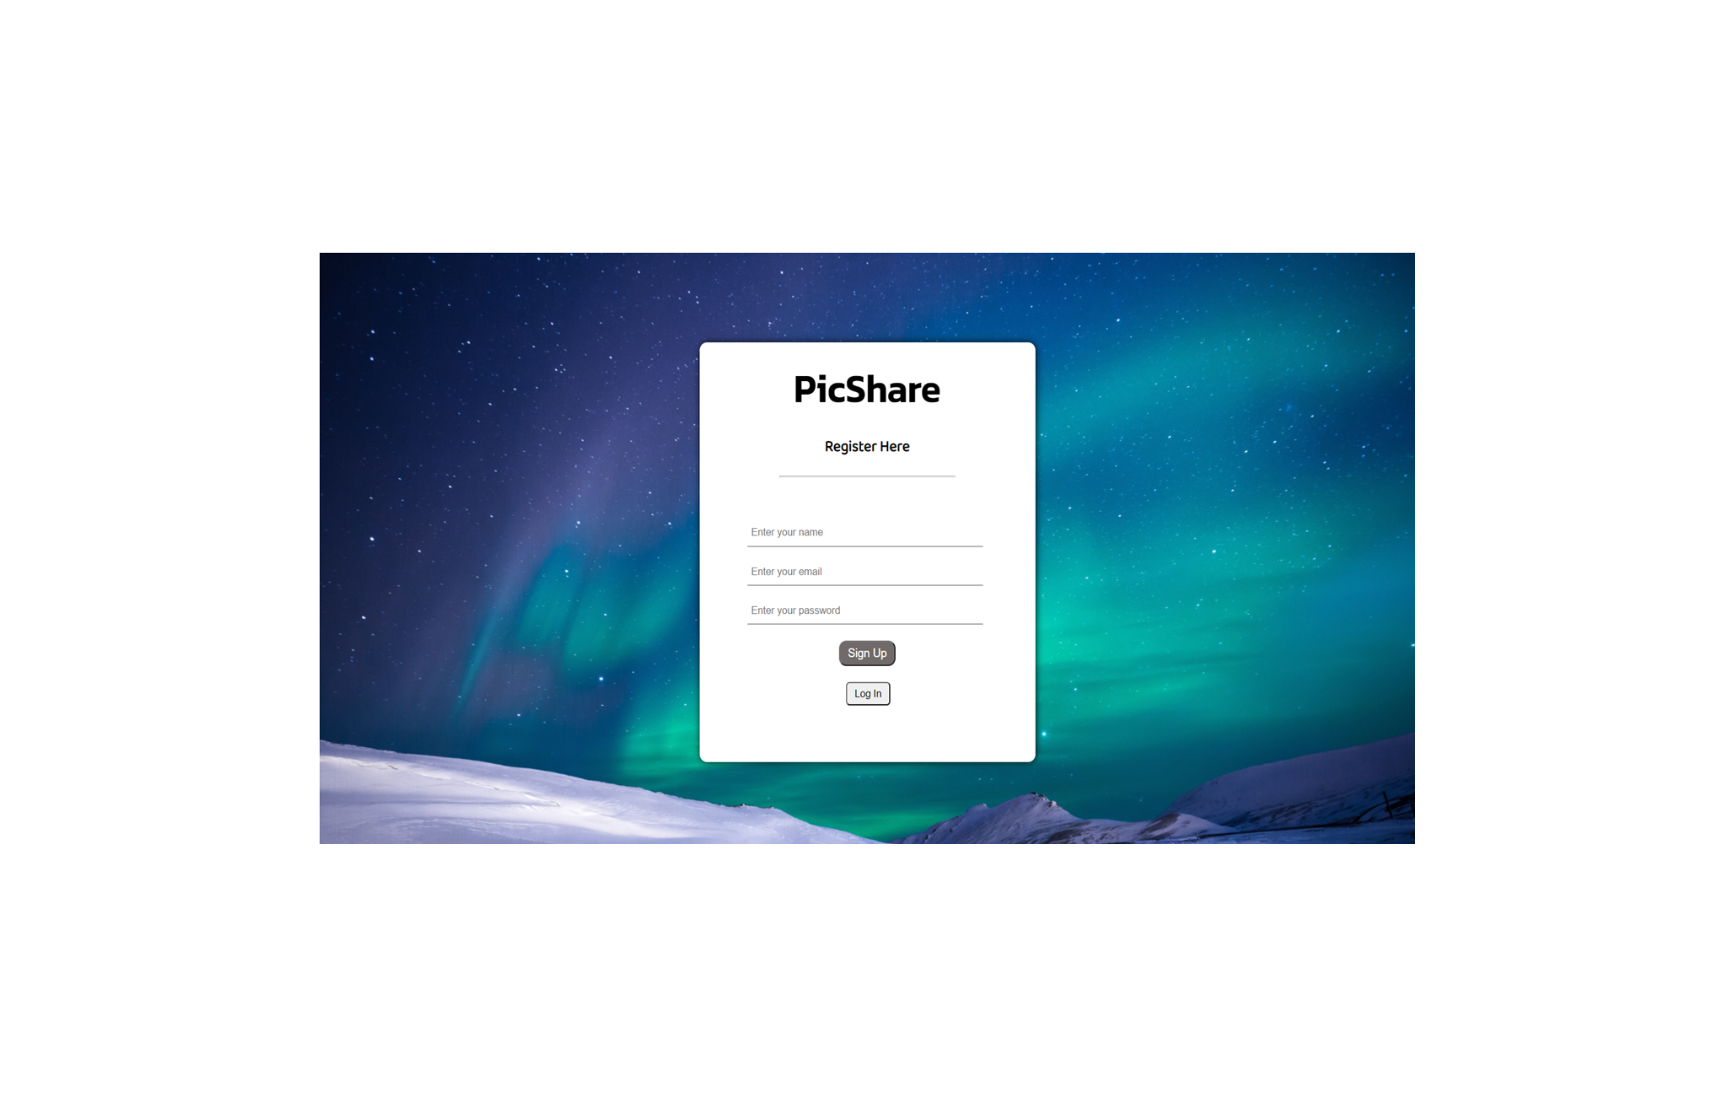 PicShare
Register Here
Enter your name
Enter your email
Enter your password
Sign Up
Log In